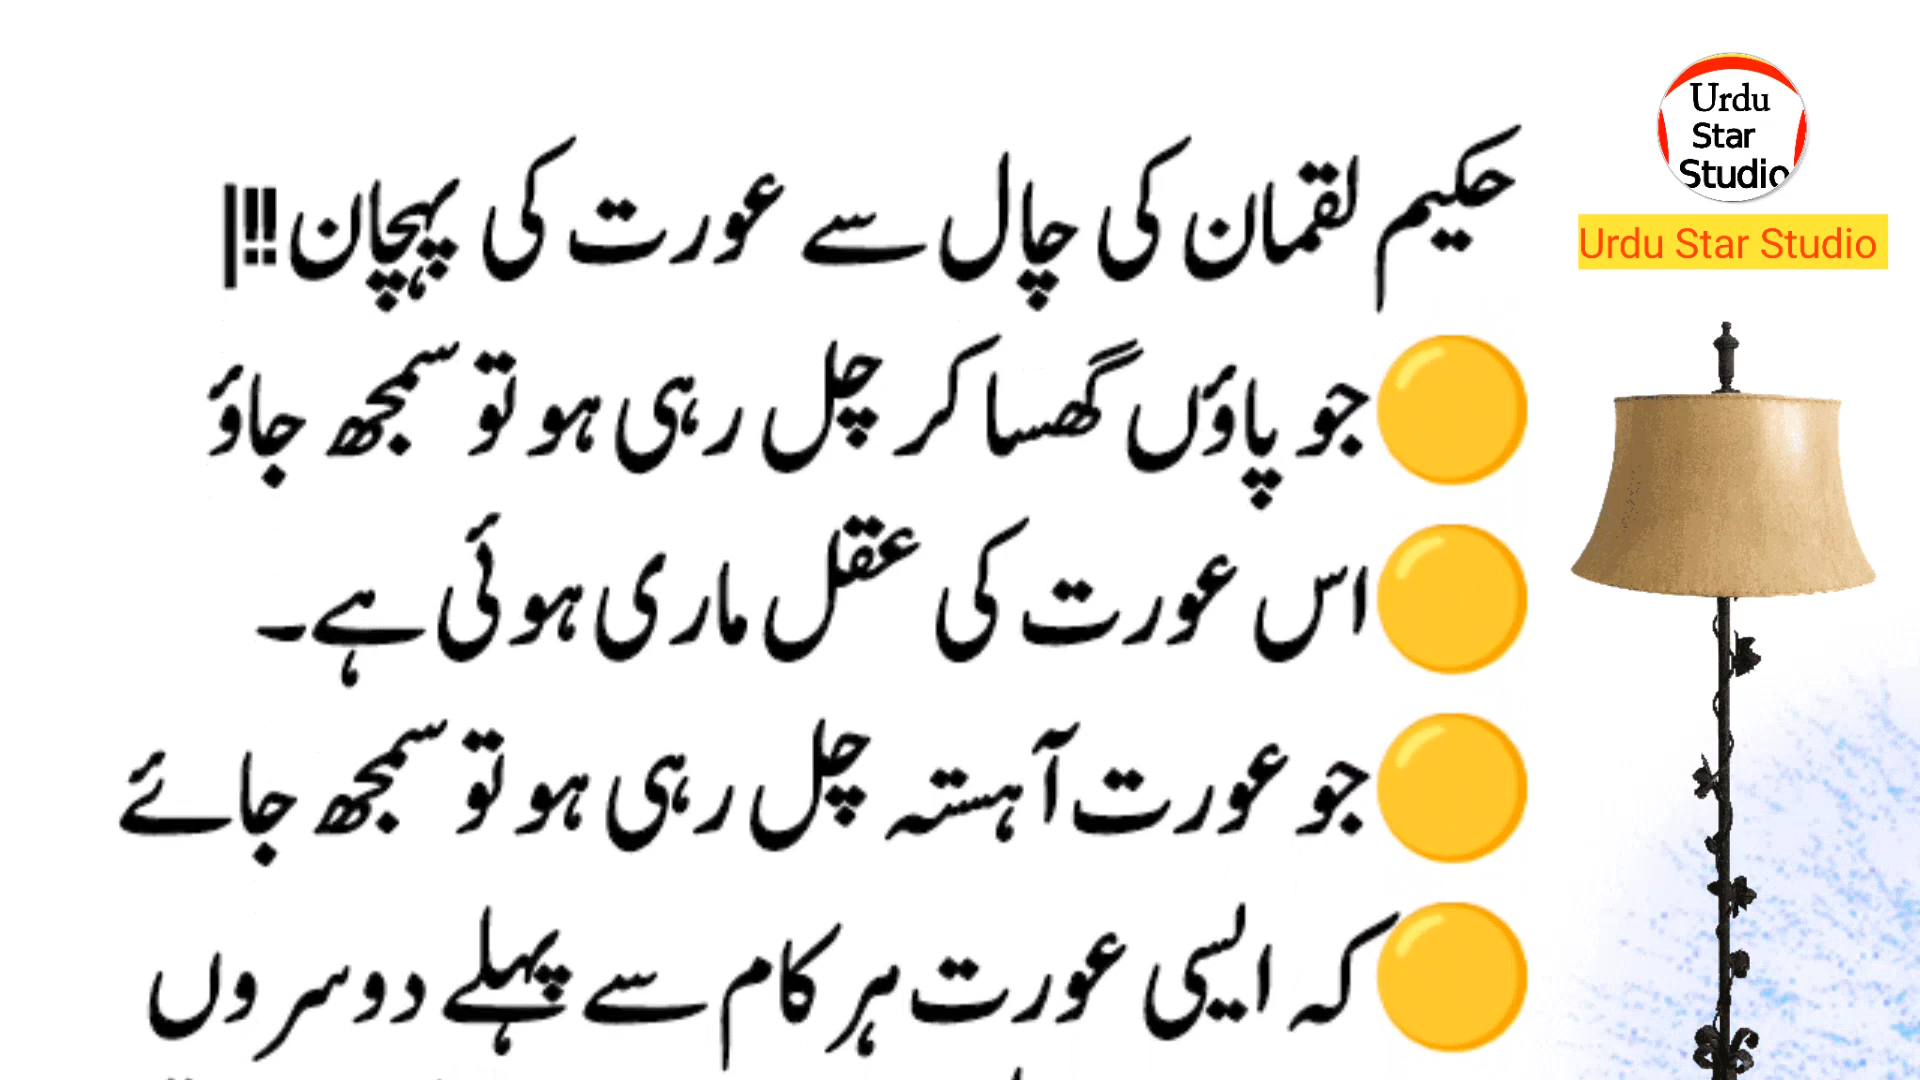 حکیم لقمان کی چال سے عورت کی پہچان!!|
جو پاؤں گھسا کر چل رہی ہو تو سمجھ جاؤ
اس عورت کی عقل ماری ہوئی ہے۔
جو عورت آہستہ چل رہی ہو تو سمجھ جائے
کہ ایسی عورت ہر کام سے پہلے دوسروں
Urdu
Star
Studio
Urdu Star Studio